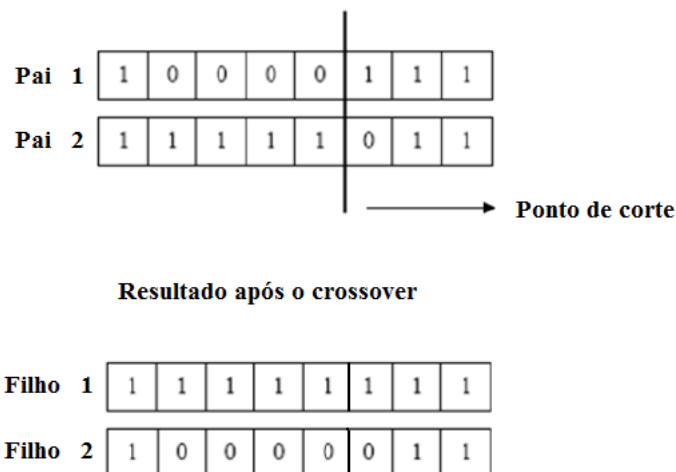 Pai 1 1 0 0 0 0 1 1 1
Pai 2 1 1 1 1 1 0 1 1
Ponto de corte
Resultado após o crossover
Filho 1 1 1 1 1 1 1 1 1
Filho 2 1 0 0 0 0 0 1 1